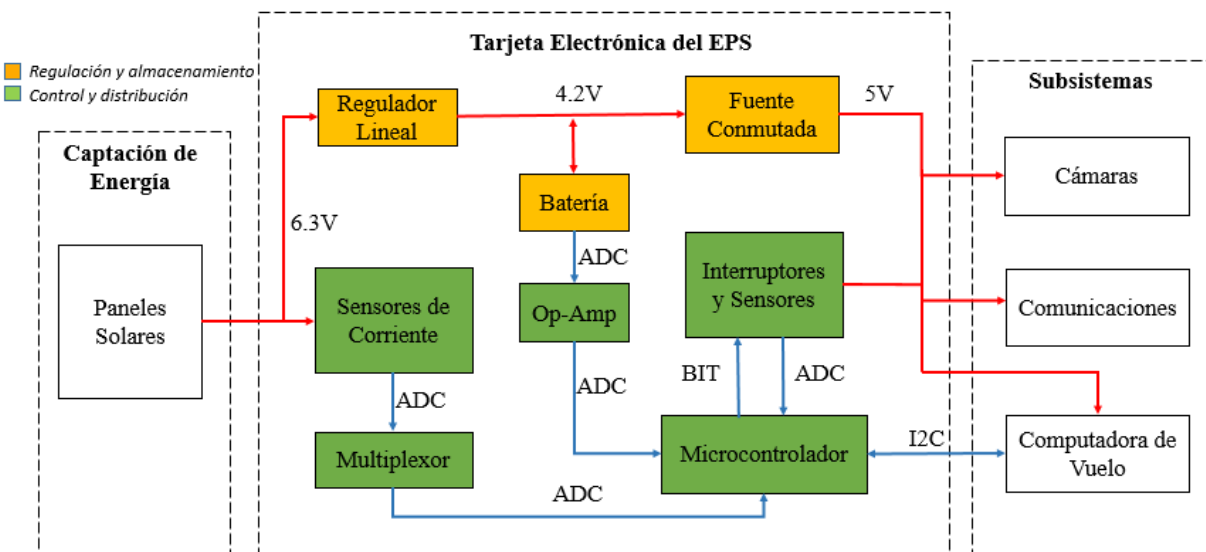 Tarjeta Electrónica del EPS
Regulación y almacenamiento
Control y distribución
Captación de
Energía
Paneles
Solares
6.3V
Regulador
Lineal
4.2V
Fuente
Conmutada
5V
Batería
ADC
Sensores de
Corriente
Op-Amp
Interruptores
y Sensores
ADC
ADC
BIT
ADC
Multiplexor
Microcontrolador
ADC
I2C
Subsistemas
Cámaras
Comunicaciones
Computadora de
Vuelo